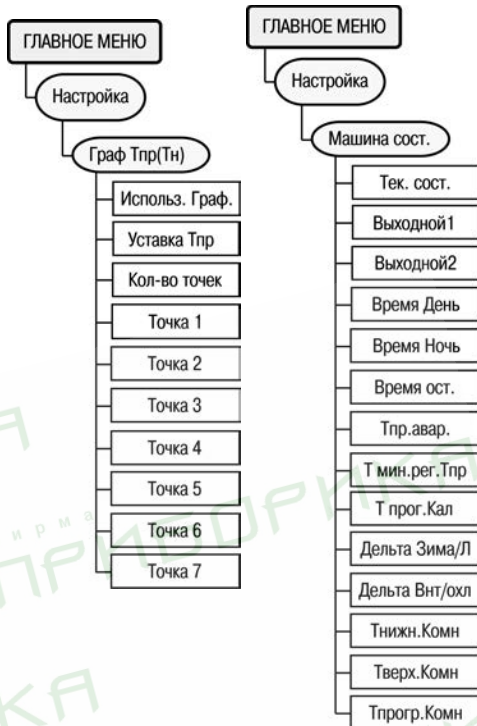 ГЛАВНОЕ МЕНЮ
Настройка
Граф Тпр(Тн)
Использ. Граф.
Уставка Тпр
Кол-во точек
Точка 1
Точка 2
Точка 3
Точка 4
Точка 5
Точка 6
Точка 7
ГЛАВНОЕ МЕНЮ
Настройка
Машина сост.
Тек. сост.
Выходной1
Выходной2
Время День
Время Ночь
Время ост.
Тпр.авар.
Т мин.рег.Тпр
Т прог.Кал
Дельта Зима/Л
Дельта Внт/охл
Тнижн.Комн
Тверх.Комн
Тпрогр.Комн